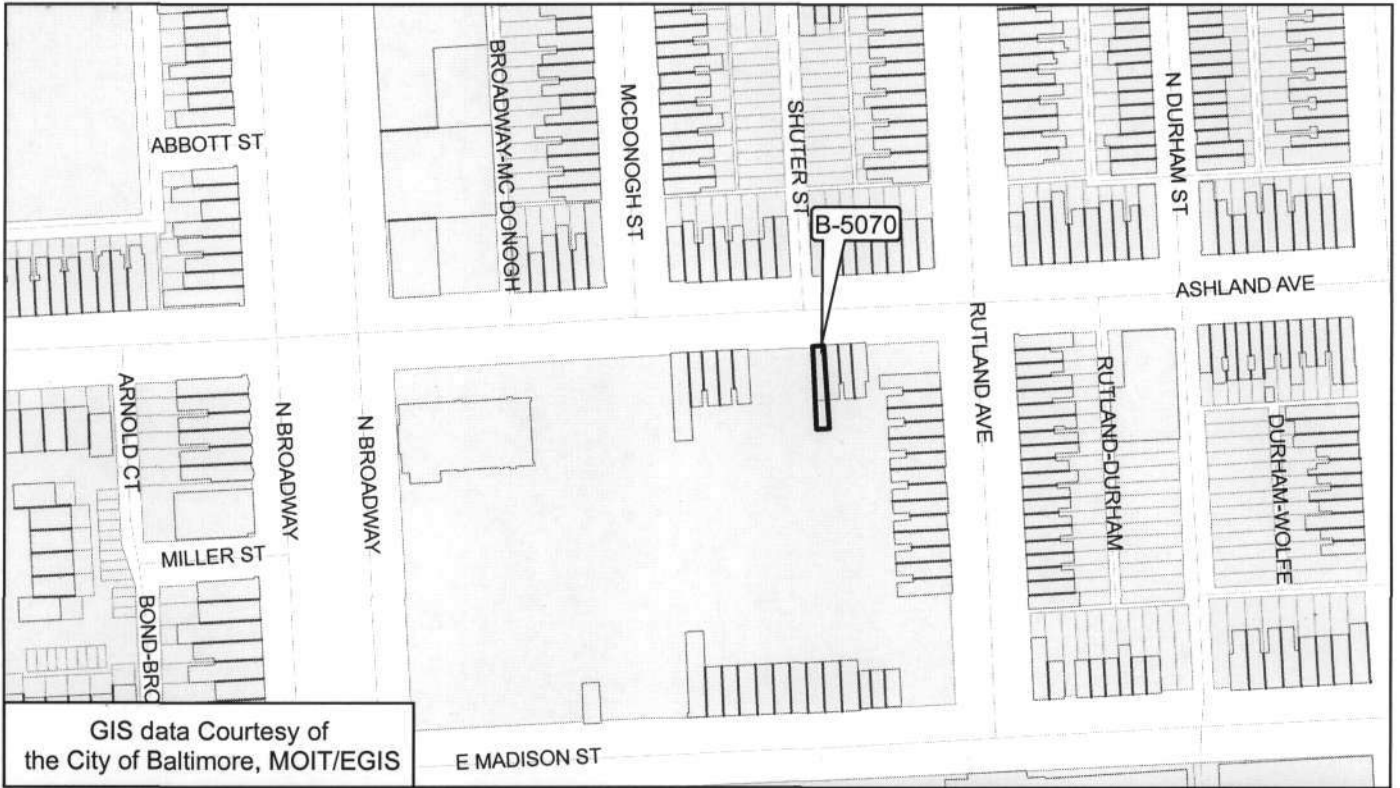 ABBOTT ST
BROADWAY-MC DONOGH
MCDONOGH ST
SHUTER ST
N DURHAM ST
B-5070
ASHLAND AVE
ARNOLD CT
N BROADWAY
N BROADWAY
RUTLAND AVE
RUTLAND-DURHAM
DURHAM-WOLFE
MILLER ST
BOND-BRO
GIS data Courtesy of
the City of Baltimore, MOIT/EGIS
E MADISON ST